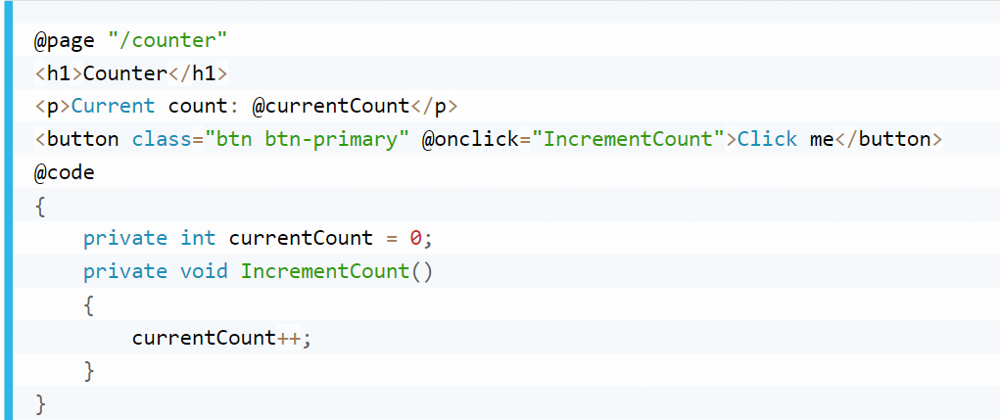 @page "/counter"
<h1>Counter</h1>
<p>Current count: @currentCount</p>
<button class="btn btn-primary" @onclick="IncrementCount">Click me</button>
@code
{
    private int currentCount = 0;
    private void IncrementCount()
    {
        currentCount++;
    }
}